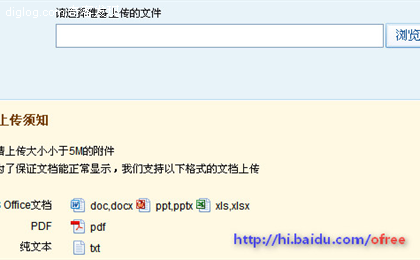 diglog.com
请选择准备上传的文件
浏览
上传须知
请上传大小小于5M的附件
为了保证文档能正常显示，我们支持以下格式的文档上传
Office文档 doc,docx ppt,pptx xls,xlsx
PDF pdf
纯文本 txt
http://hi.baidu.com/ofree